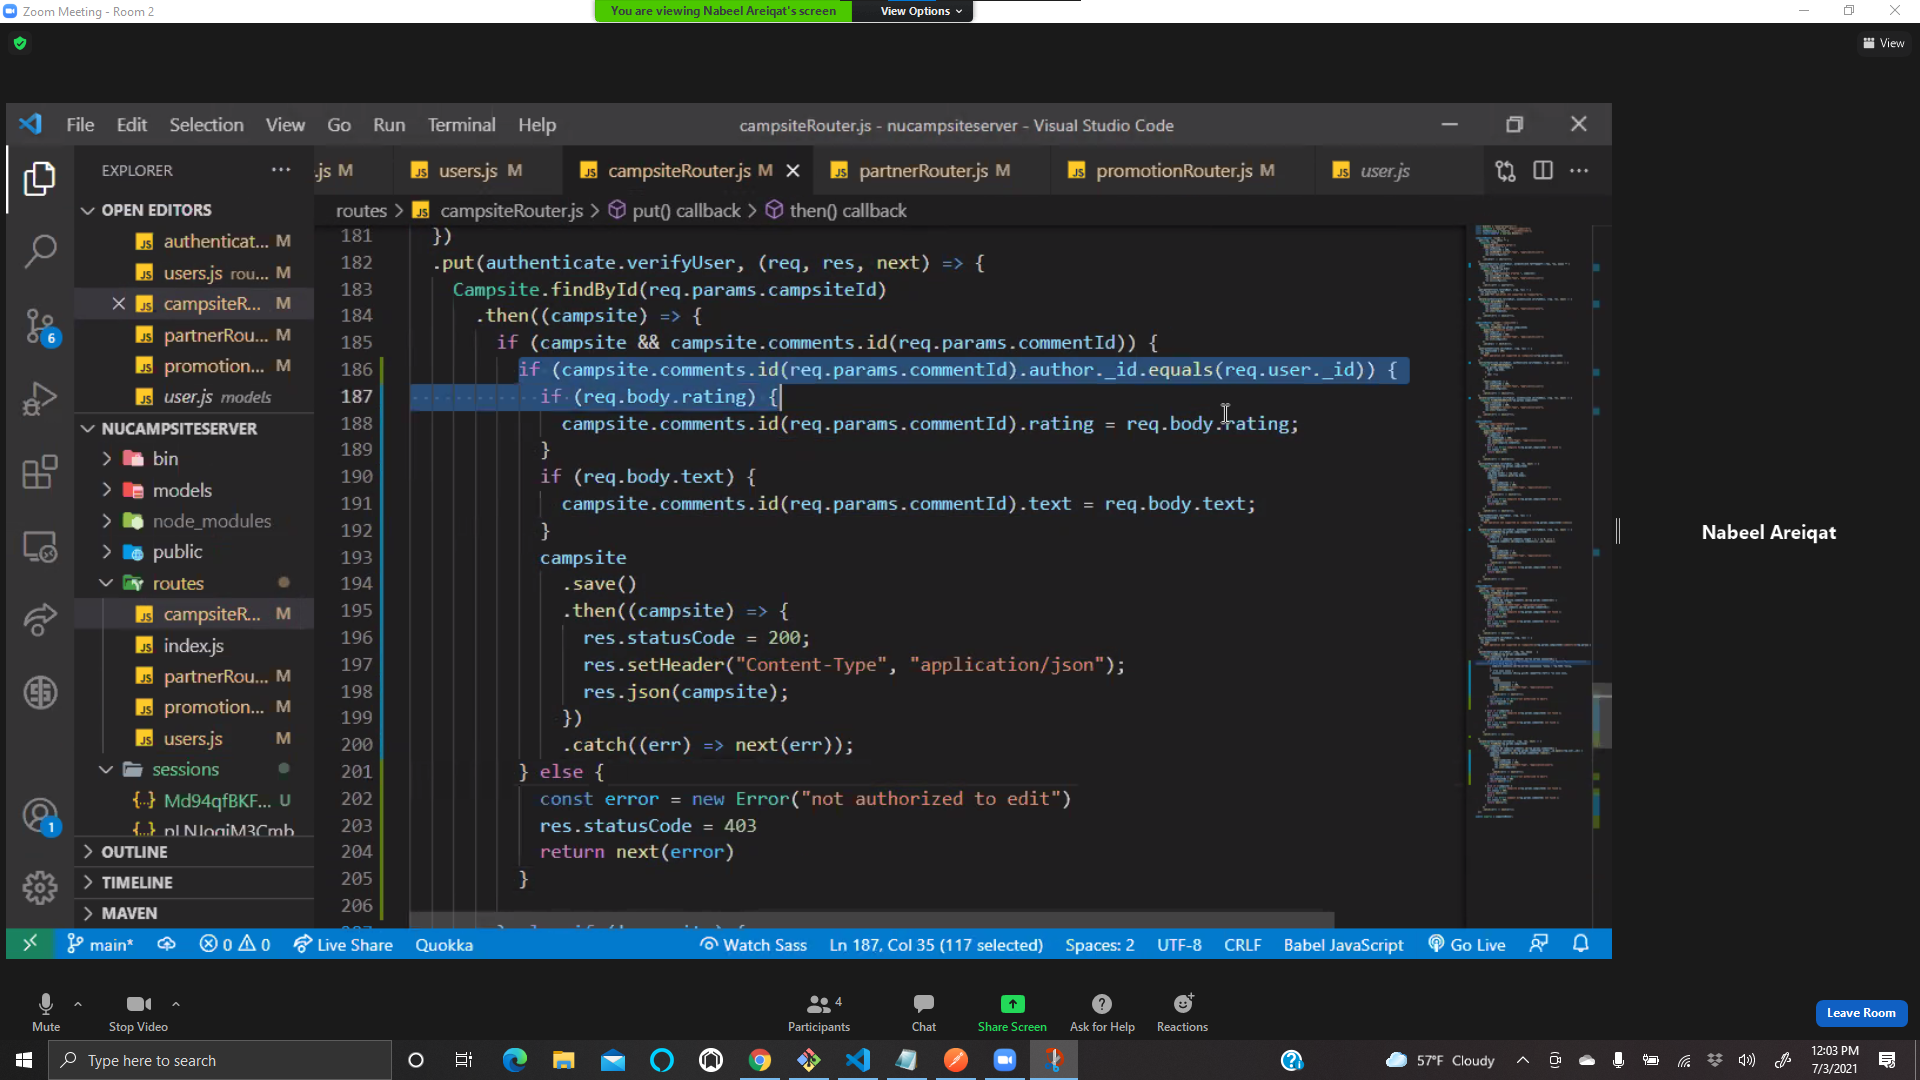 Zoom Meeting - Room 2
You are viewing Nabeel Areiqat's screen
View Options
View
File Edit Selection View Go Run Terminal Help
campsiteRouter.js - nucampsiteserver - Visual Studio Code
EXPLORER
.js M
users.js M
campsiteRouter.js M
partnerRouter.js M
promotionRouter.js M
user.js
routes > campsiteRouter.js > put() callback > then() callback
OPEN EDITORS
authenticat... M
users.js rou... M
campsiteR... M
partnerRou... M
promotion... M
user.js models
NUCAMPSITESERVER
bin
models
node_modules
public
routes
campsiteR... M
index.js
partnerRou... M
promotion... M
users.js M
sessions
Md94qfBKF... U
OUTLINE
TIMELINE
MAVEN
6
1
181 })
182 .put(authenticate.verifyUser, (req, res, next) => {
183 Campsite.findById(req.params.campsiteId)
184 .then((campsite) => {
185 if (campsite && campsite.comments.id(req.params.commentId)) {
186 if (campsite.comments.id(req.params.commentId).author._id.equals(req.user._id)) {
187 if (req.body.rating) {
188 campsite.comments.id(req.params.commentId).rating = req.body.rating;
189 }
190 if (req.body.text) {
191 campsite.comments.id(req.params.commentId).text = req.body.text;
192 }
193 campsite
194 .save()
195 .then((campsite) => {
196 res.statusCode = 200;
197 res.setHeader("Content-Type", "application/json");
198 res.json(campsite);
199 })
200 .catch((err) => next(err));
201 } else {
202 const error = new Error("not authorized to edit")
203 res.statusCode = 403
204 return next(error)
205 }
206
Nabeel Areiqat
main* 0 0 Live Share Quokka Watch Sass Ln 187, Col 35 (117 selected) Spaces: 2 UTF-8 CRLF Babel JavaScript Go Live
Mute
Stop Video
4
Participants
Chat
Share Screen
Ask for Help
Reactions
Leave Room
Type here to search
57°F Cloudy
12:03 PM
7/3/2021